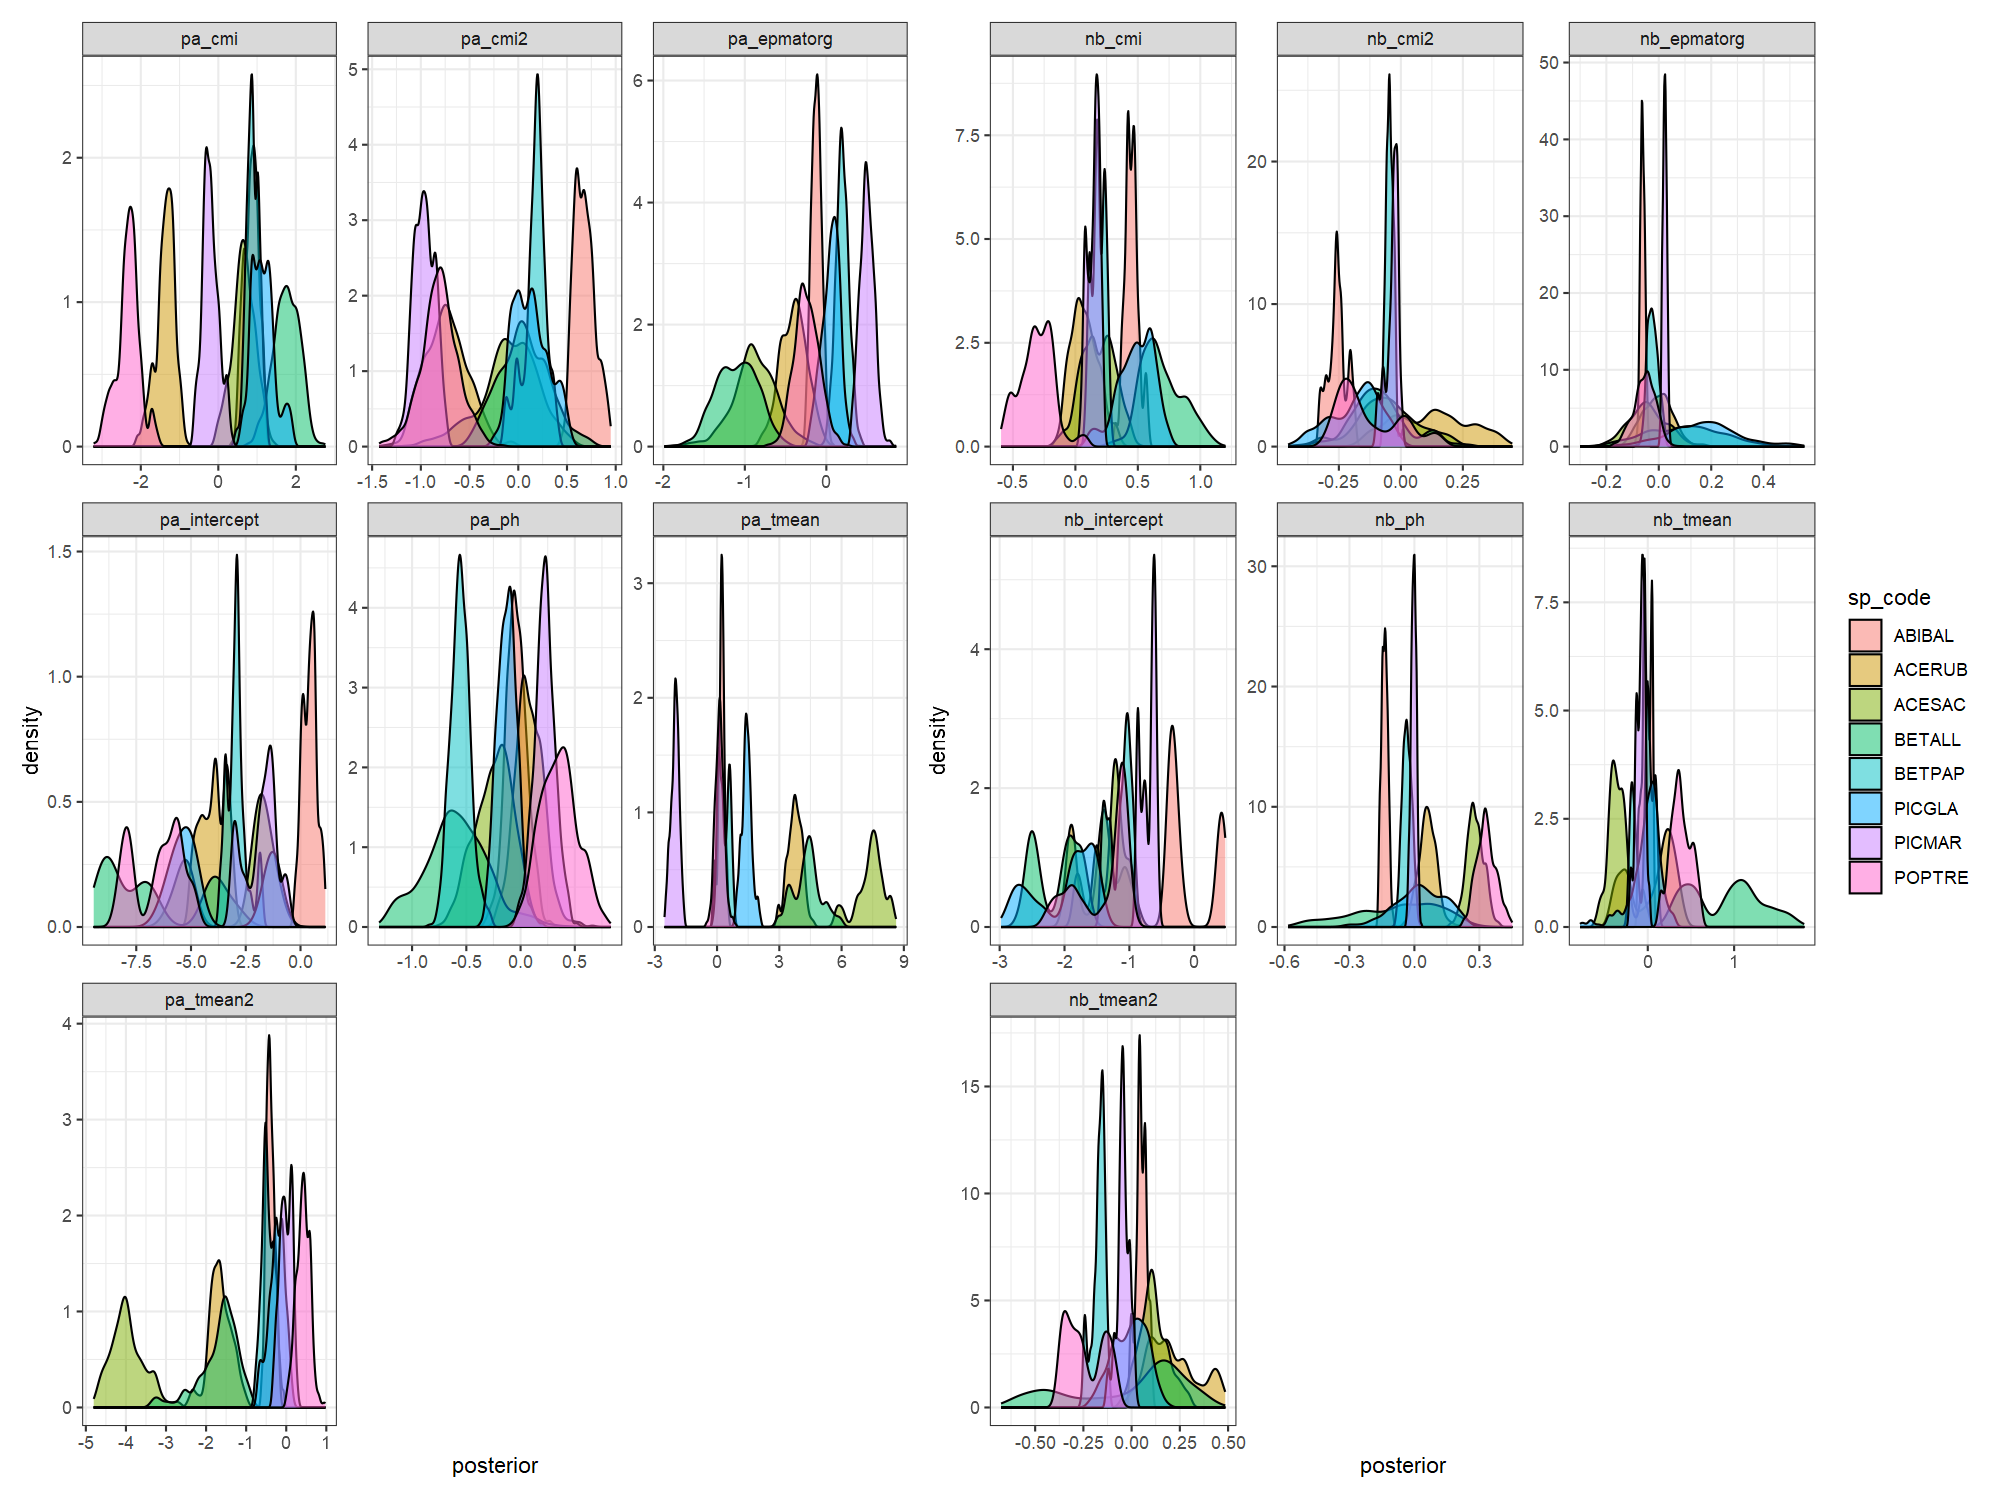 pa_cmi pa_cmi2 pa_epmatorg nb_cmi nb_cmi2 nb_epmatorg
2
1
0
5
4
3
2
1
0
6
4
2
0
7.5
5.0
2.5
0.0
20
10
0
50
40
30
20
10
0
-2 0 2
-1.5 -1.0 -0.5 0.0 0.5 1.0
-2 -1 0
-0.5 0.0 0.5 1.0
-0.25 0.00 0.25
-0.2 0.0 0.2 0.4
pa_intercept pa_ph pa_tmean nb_intercept nb_ph nb_tmean
density
1.5
1.0
0.5
0.0
4
3
2
1
0
3
2
1
0
density
4
2
0
30
20
10
0
7.5
5.0
2.5
0.0
-7.5 -5.0 -2.5 0.0
-1.0 -0.5 0.0 0.5
-3 0 3 6 9
-3 -2 -1 0
-0.6 -0.3 0.0 0.3
0 1
pa_tmean2 nb_tmean2
4
3
2
1
0
15
10
5
0
-5 -4 -3 -2 -1 0 1
-0.50 -0.25 0.00 0.25 0.50
posterior posterior
sp_code
ABIBAL
ACERUB
ACESAC
BETALL
BETPAP
PICGLA
PICMAR
POPTRE